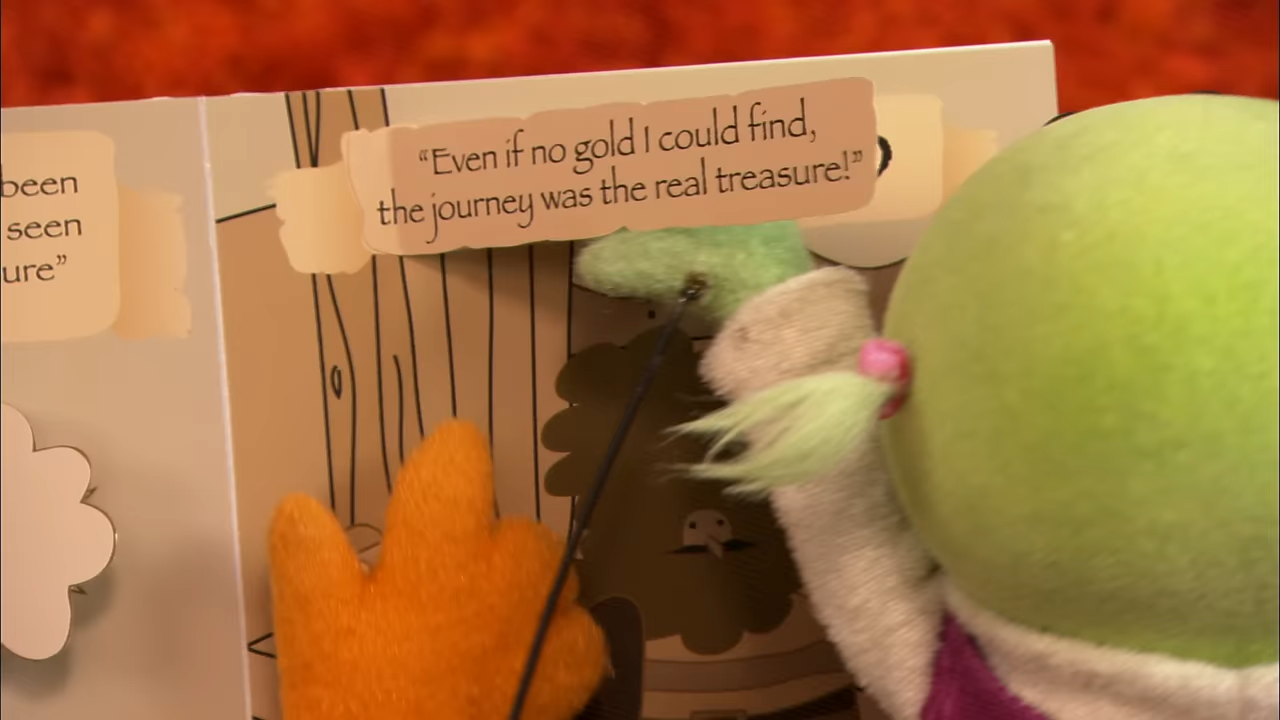 been
seen
ure”
“Even if no gold I could find,
the journey was the real treasure!”